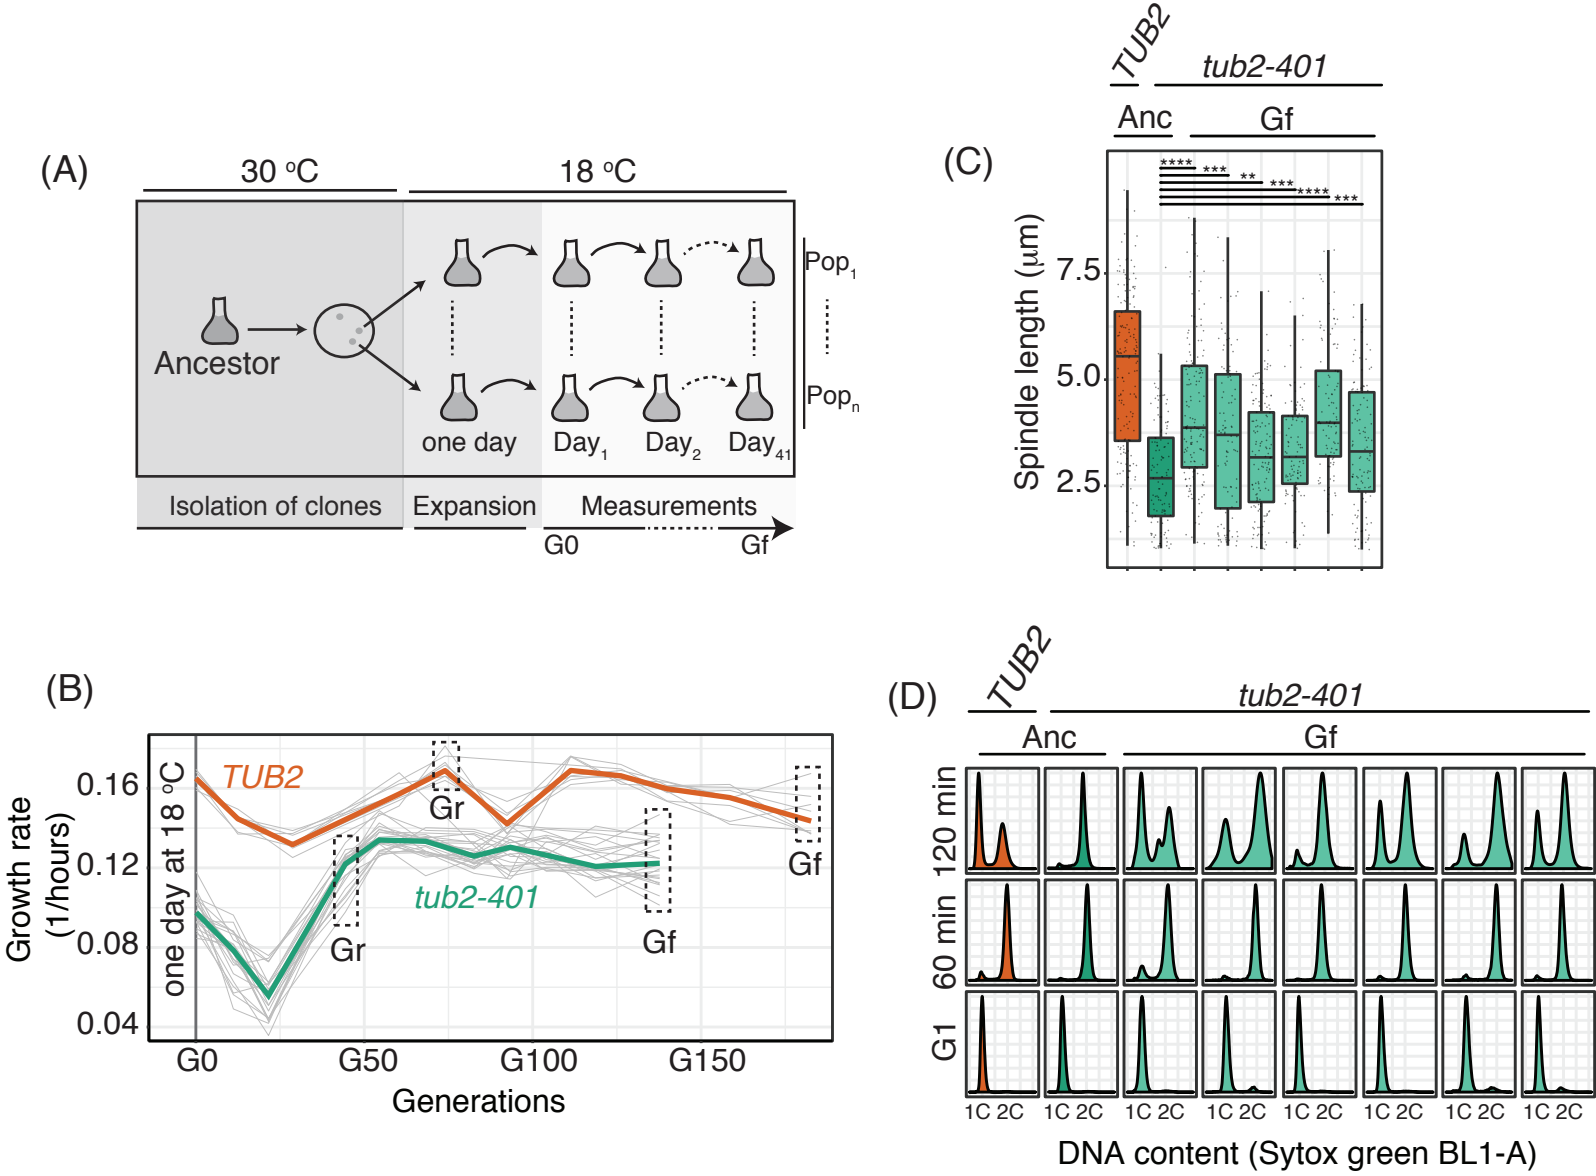 (A)
30 °C
18 °C
Ancestor
one day
Day1
Day2
Day41
Pop1
Popn
Isolation of clones
Expansion
Measurements
G0
Gf
(B)
Growth rate
(1/hours)
0.16
0.12
0.08
0.04
one day at 18 °C
TUB2
Gr
tub2-401
Gr
Gf
Gf
G0
G50
G100
G150
Generations
(C)
TUB2
tub2-401
Anc
Gf
Spindle length (μm)
7.5
5.0
2.5
****
***
**
***
****
***
(D)
TUB2
tub2-401
Anc
Gf
120 min
60 min
G1
1C 2C
1C 2C
1C 2C
1C 2C
1C 2C
1C 2C
1C 2C
1C 2C
DNA content (Sytox green BL1-A)